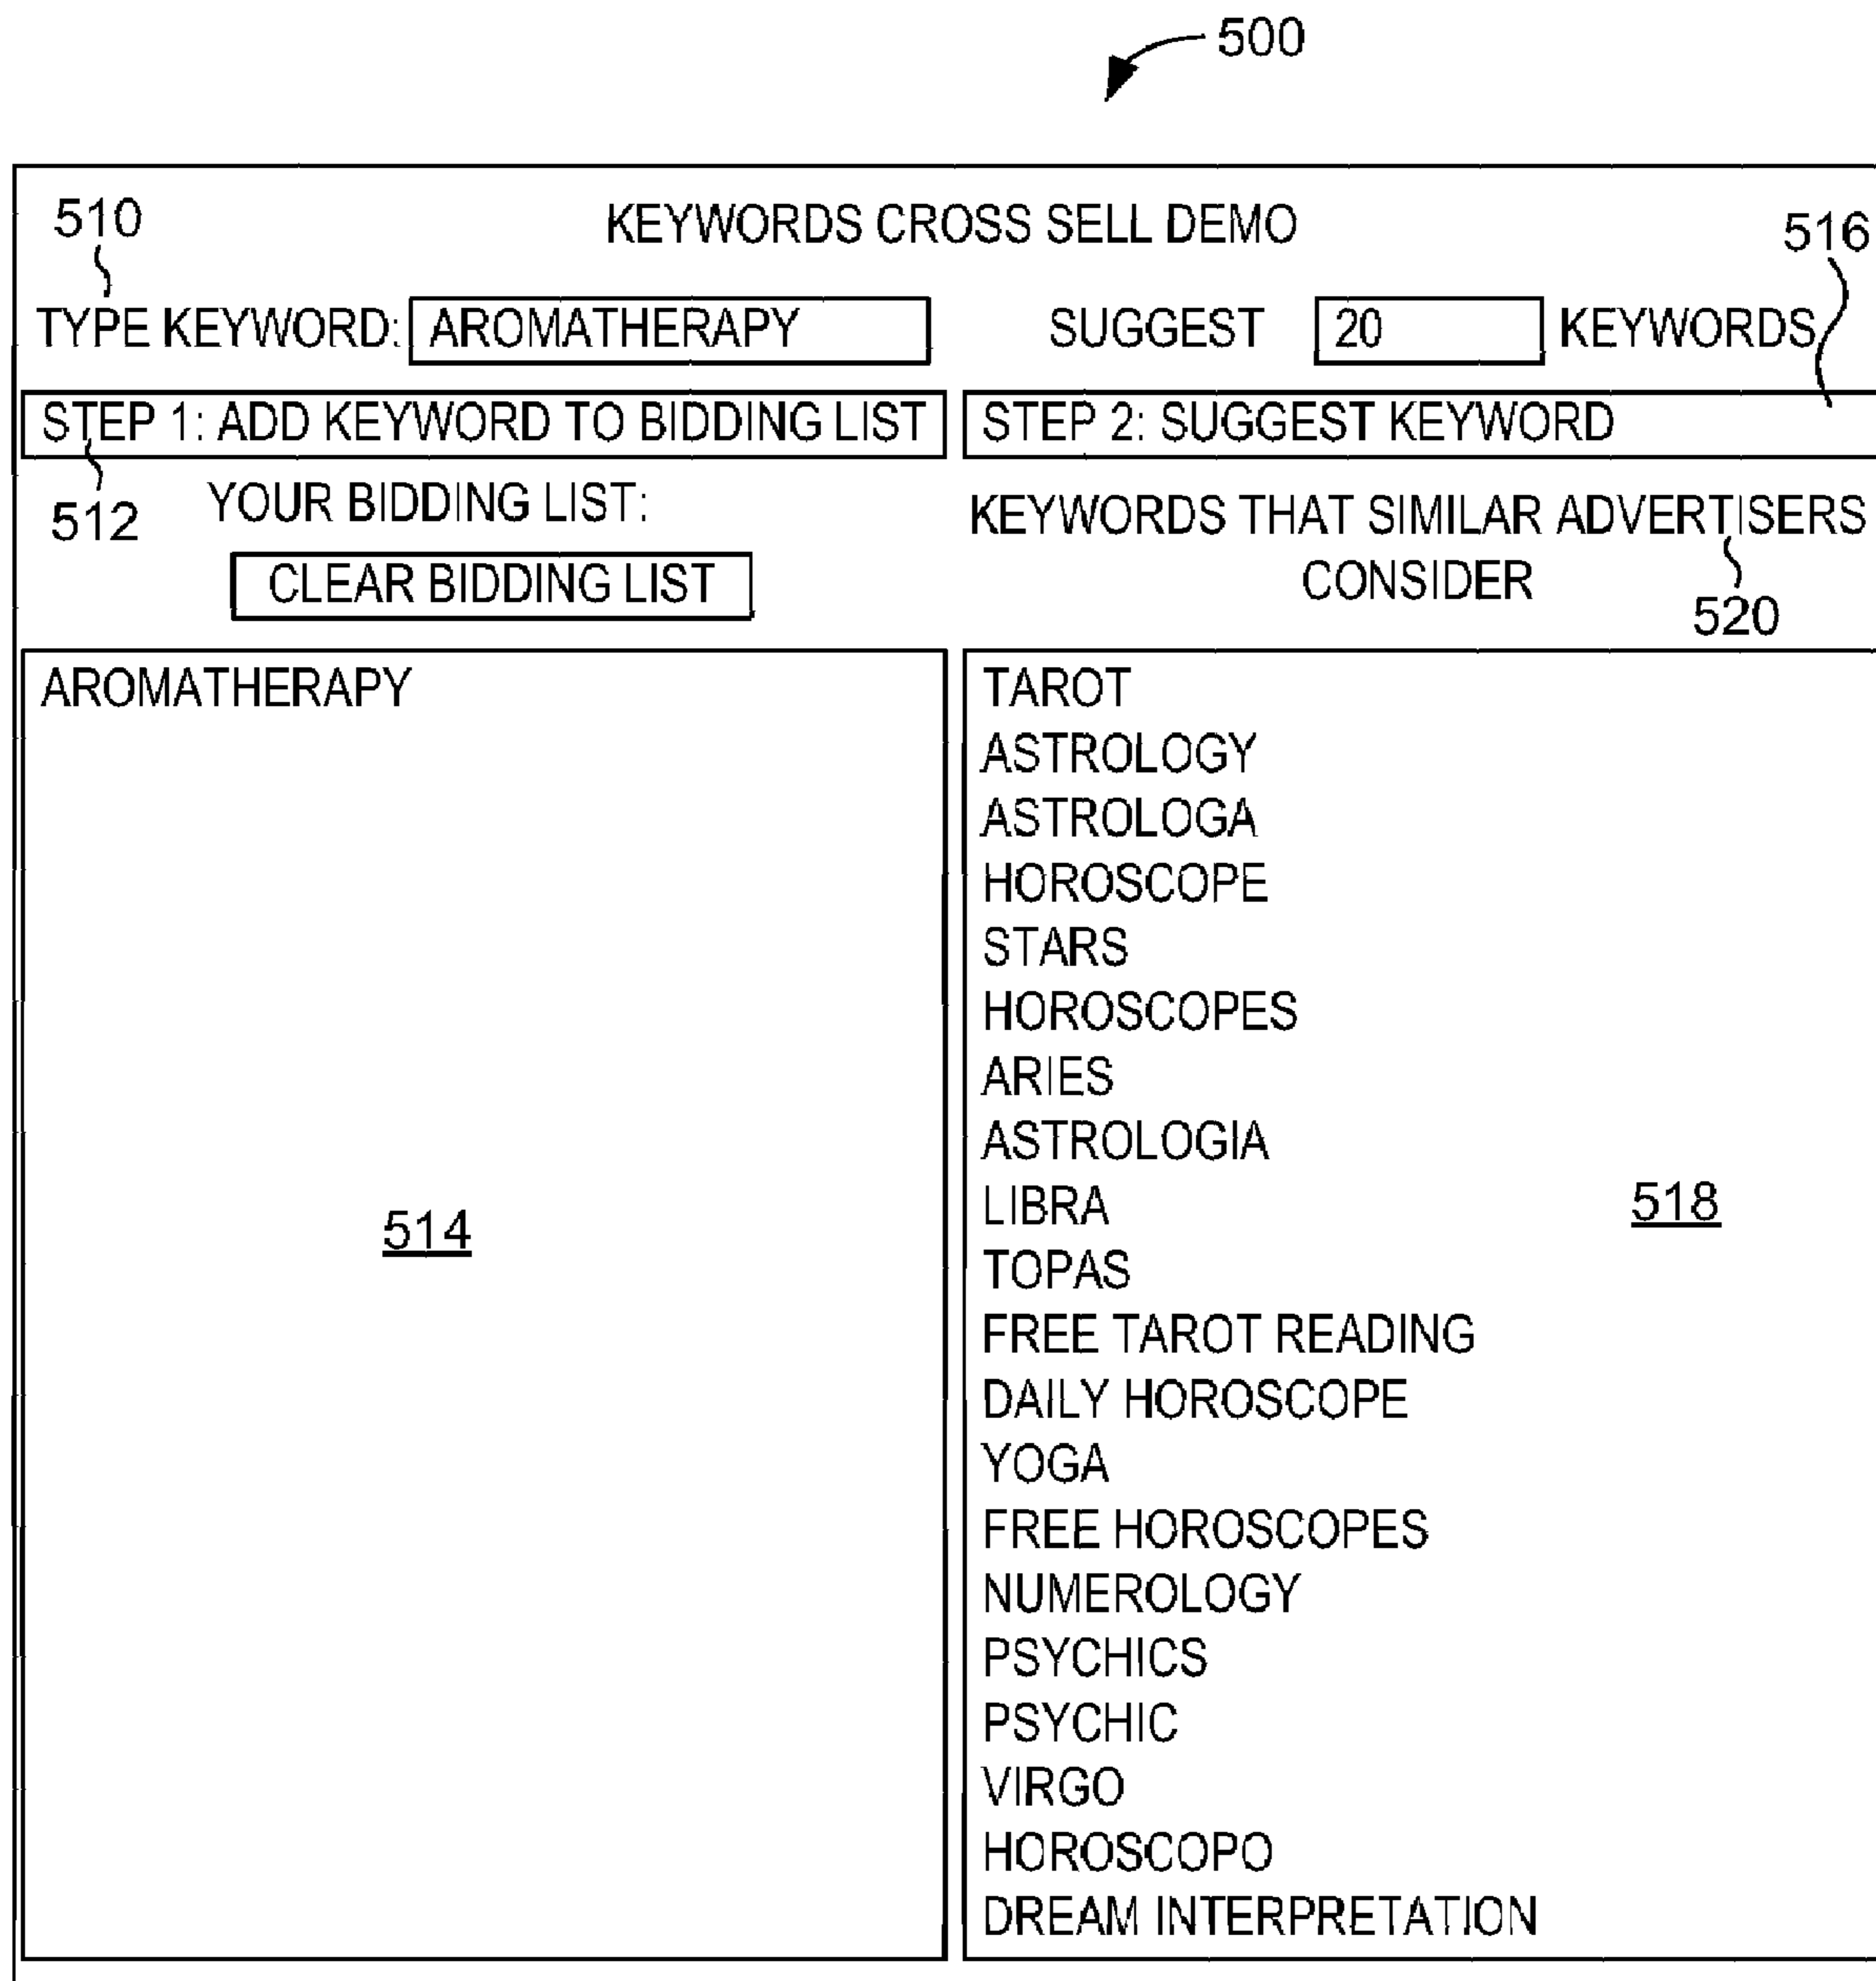 500
510
KEYWORDS CROSS SELL DEMO
516
TYPE KEYWORD: AROMATHERAPY SUGGEST 20 KEYWORDS
STEP 1: ADD KEYWORD TO BIDDING LIST
STEP 2: SUGGEST KEYWORD
512
YOUR BIDDING LIST:
CLEAR BIDDING LIST
KEYWORDS THAT SIMILAR ADVERTISERS
CONSIDER
520
AROMATHERAPY
514
TAROT
ASTROLOGY
ASTROLOGA
HOROSCOPE
STARS
HOROSCOPES
ARIES
ASTROLOGIA
LIBRA
518
TOPAS
FREE TAROT READING
DAILY HOROSCOPE
YOGA
FREE HOROSCOPES
NUMEROLOGY
PSYCHICS
PSYCHIC
VIRGO
HOROSCOPO
DREAM INTERPRETATION